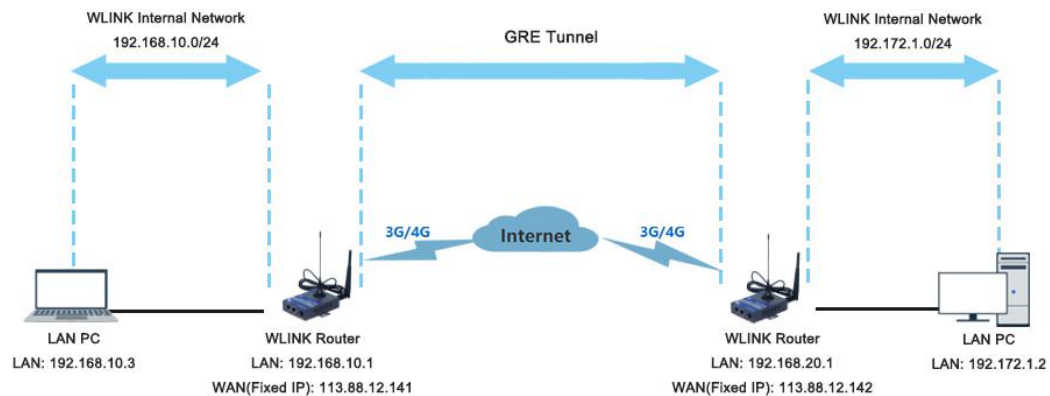 WLINK Internal Network
192.168.10.0/24
GRE Tunnel
WLINK Internal Network
192.172.1.0/24
3G/4G
Internet
3G/4G
LAN PC
LAN: 192.168.10.3
WLINK Router
LAN: 192.168.10.1
WAN(Fixed IP): 113.88.12.141
WLINK Router
LAN: 192.168.20.1
WAN(Fixed IP): 113.88.12.142
LAN PC
LAN: 192.172.1.2